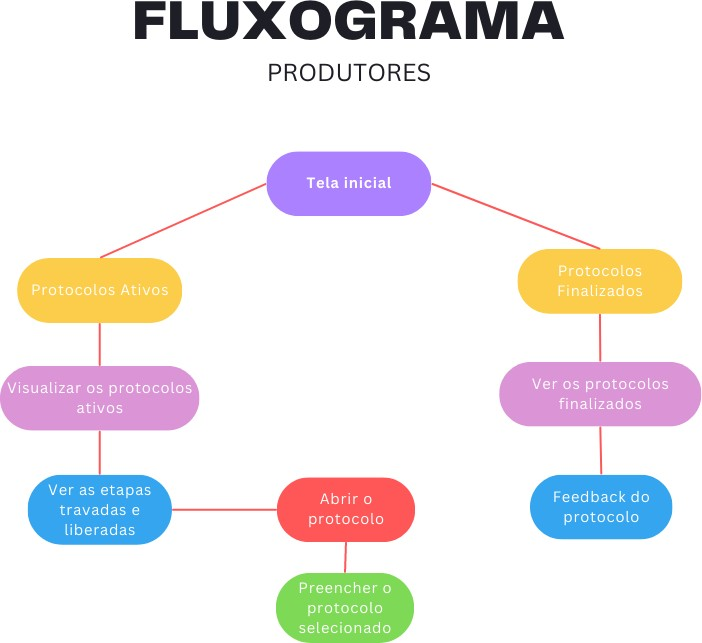 FLUXOGRAMA
PRODUTORES
Tela inicial
Protocolos Ativos
Protocolos
Finalizados
Visualizar os protocolos
ativos
Ver os protocolos
finalizados
Ver as etapas
travadas e
liberadas
Abrir o
protocolo
Feedback do
protocolo
Preencher o
protocolo
selecionado